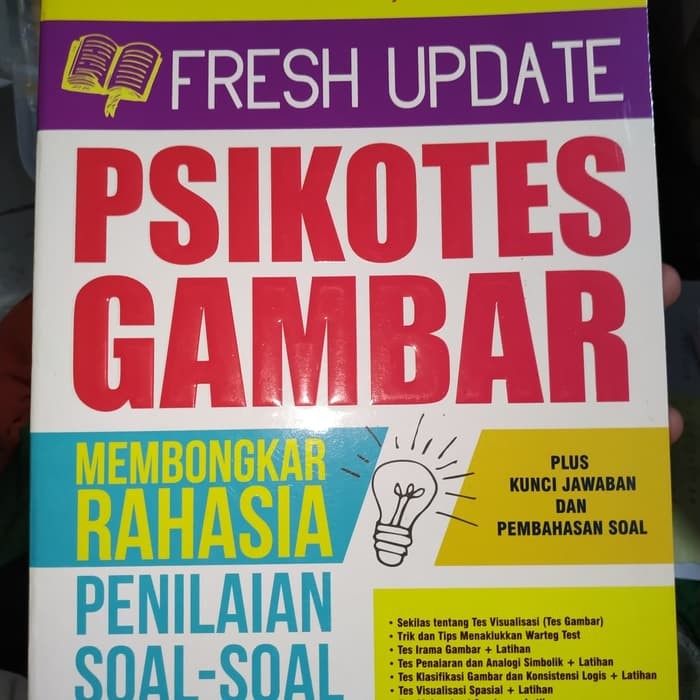 FRESH UPDATE
PSIKOTES
GAMBAR
MEMBONGKAR
RAHASIA
PENILAIAN
SOAL-SOAL
PLUS
KUNCI JAWABAN
DAN
PEMBAHASAN SOAL
• Sekilas tentang Tes Visualisasi (Tes Gambar)
• Trik dan Tips Menaklukkan Warteg Test
• Tes Irama Gambar + Latihan
• Tes Penalaran dan Analogi Simbolik + Latihan
• Tes Klasifikasi Gambar dan Konsistensi Logis + Latihan
• Tes Visualisasi Spasial + Latihan